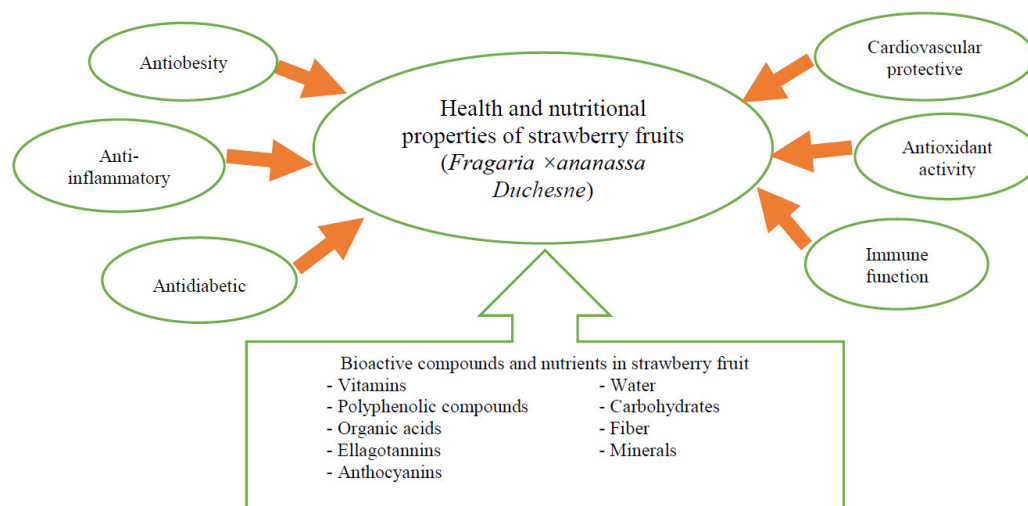 Antiobesity
Anti-
inflammatory
Antidiabetic
Health and nutritional
properties of strawberry fruits
(Fragaria ×ananassa
Duchesne)
Cardiovascular
protective
Antioxidant
activity
Immune
function
Bioactive compounds and nutrients in strawberry fruit
- Vitamins
- Polyphenolic compounds
- Organic acids
- Ellagotannins
- Anthocyanins
- Water
- Carbohydrates
- Fiber
- Minerals